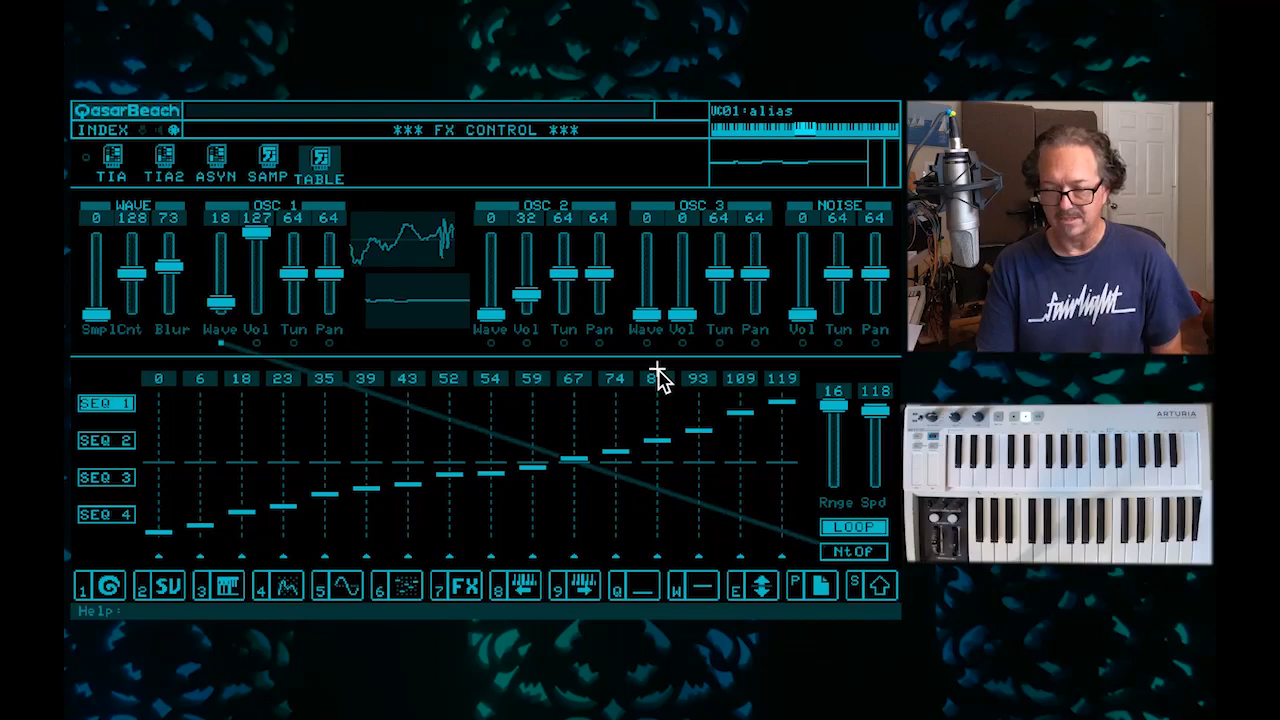 QasarBeach
VC01:alias
INDEX
*** FX CONTROL ***
TIA TIA2 ASYN SAMP TABLE
WAVE OSC 1 OSC 2 OSC 3 NOISE
0 128 73 18 127 64 64 0 32 64 64 0 0 64 64 0 64 64
Smpl Cnt Blur Wave Vol Tun Pan Wave Vol Tun Pan Wave Vol Tun Pan Vol Tun Pan
0 6 18 23 35 39 43 52 54 59 67 74 93 109 119
16 118
SEQ 1
SEQ 2
SEQ 3
SEQ 4
Rnge Spd
LOOP
NtOf
1 2 SV 3 4 5 6 7 FX 8 9 Q W E P S
Help:
fairlight
ARTURIA